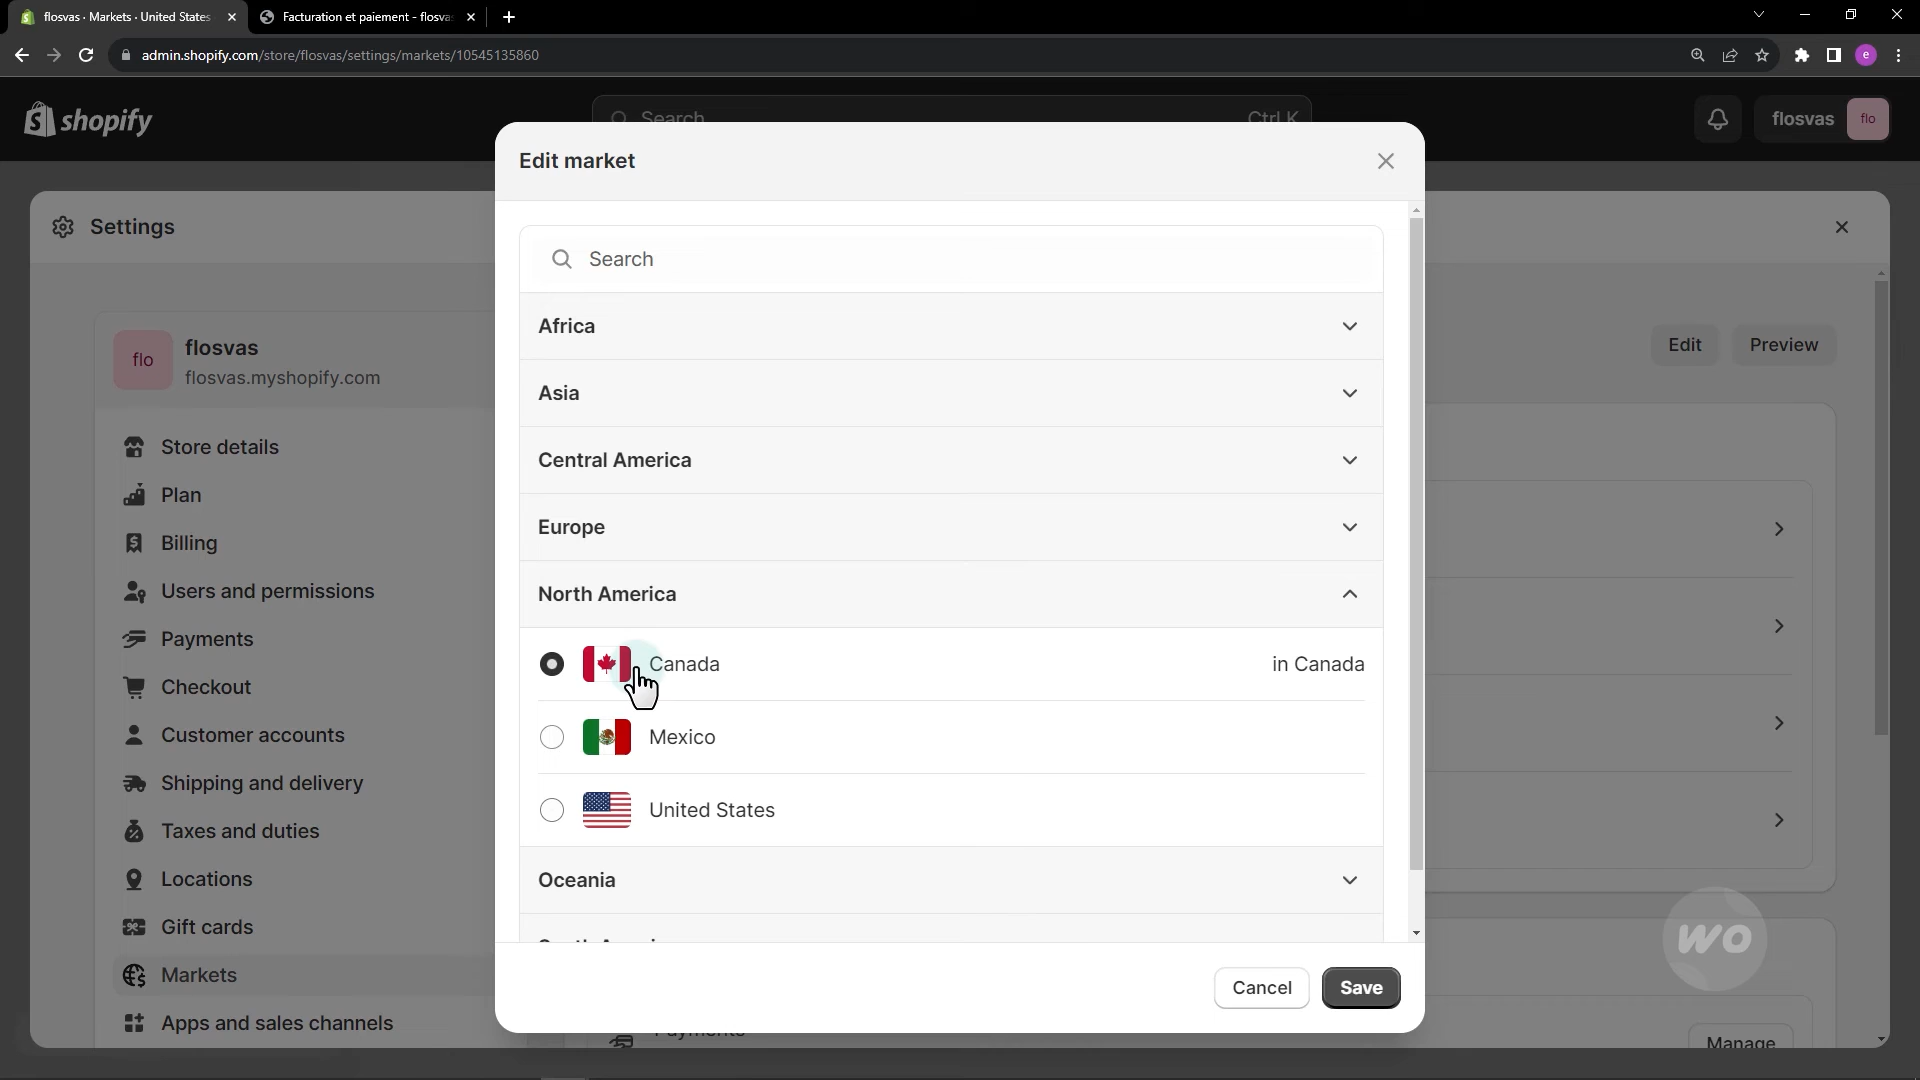 flosvas · Markets · United States
Facturation et paiement - flosvas
admin.shopify.com/store/flosvas/settings/markets/10545135860
e
shopify
Search
Ctrl K
flosvas
flo
Edit market
Settings
Search
flo
flosvas
flosvas.myshopify.com
Africa
Edit
Preview
Asia
Store details
Central America
Plan
Europe
Billing
Users and permissions
North America
Payments
Canada
in Canada
Checkout
Customer accounts
Mexico
Shipping and delivery
United States
Taxes and duties
Locations
Oceania
Gift cards
wo
Markets
Cancel
Save
Apps and sales channels
Payments
Manage